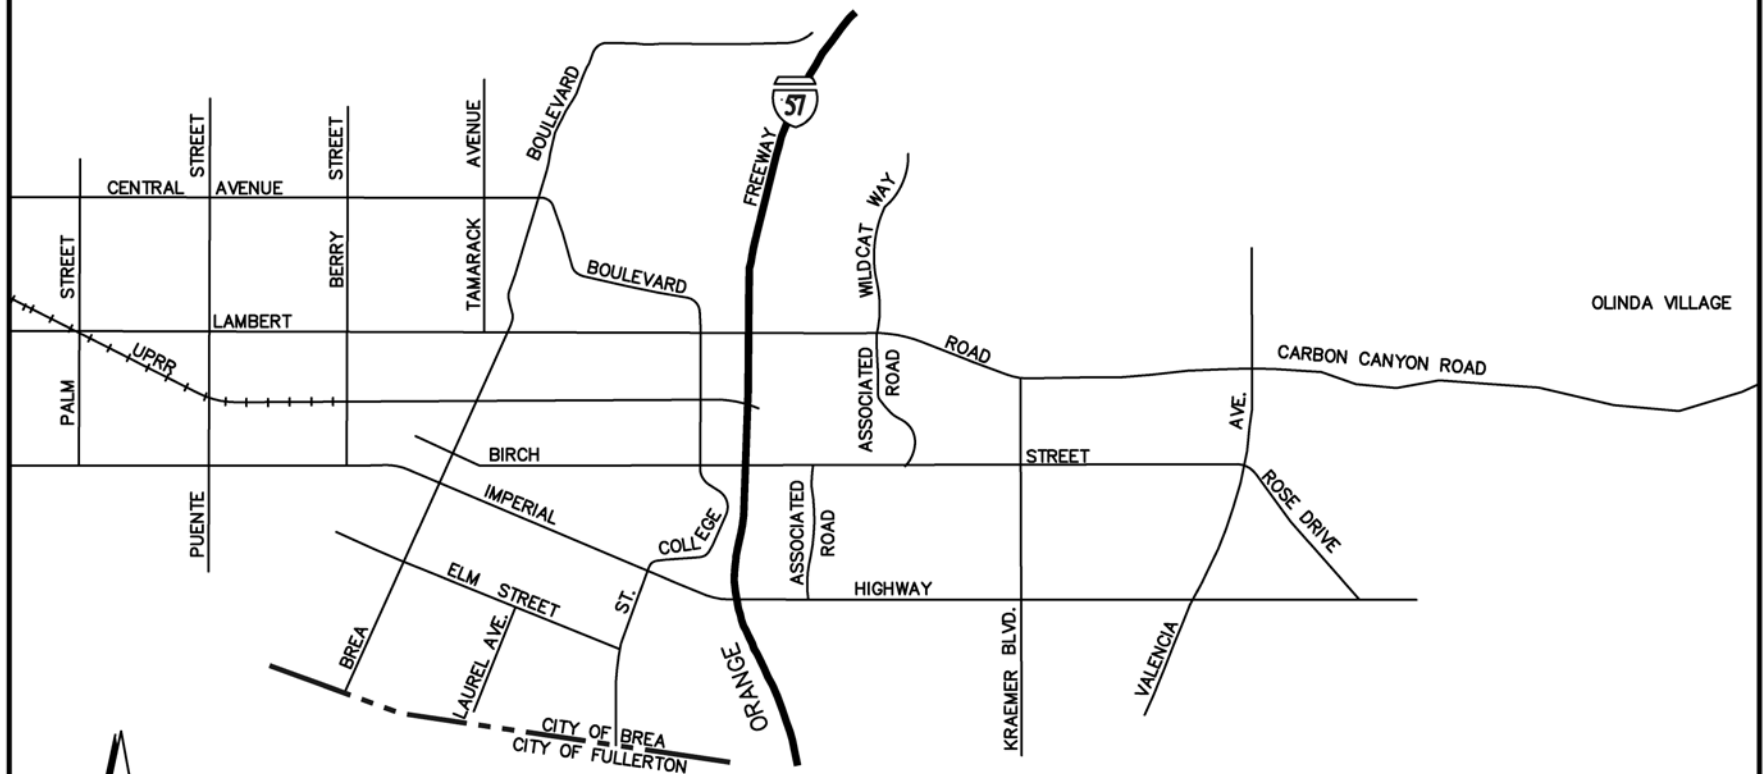 57
BOULEVARD
FREEWAY
STREET
STREET
AVENUE
CENTRAL AVENUE
WILDCAT WAY
STREET
BERRY
TAMARACK
BOULEVARD
OLINDA VILLAGE
LAMBERT
ROAD
UPRR
CARBON CANYON ROAD
PALM
ASSOCIATED
ROAD
AVE.
BIRCH
STREET
PUENTE
IMPERIAL
COLLEGE
ASSOCIATED
ROAD
ROSE DRIVE
ELM STREET
ST.
HIGHWAY
BREA
LAUREL AVE.
ORANGE
KRAEMER BLVD.
VALENCIA
CITY OF BREA
CITY OF FULLERTON